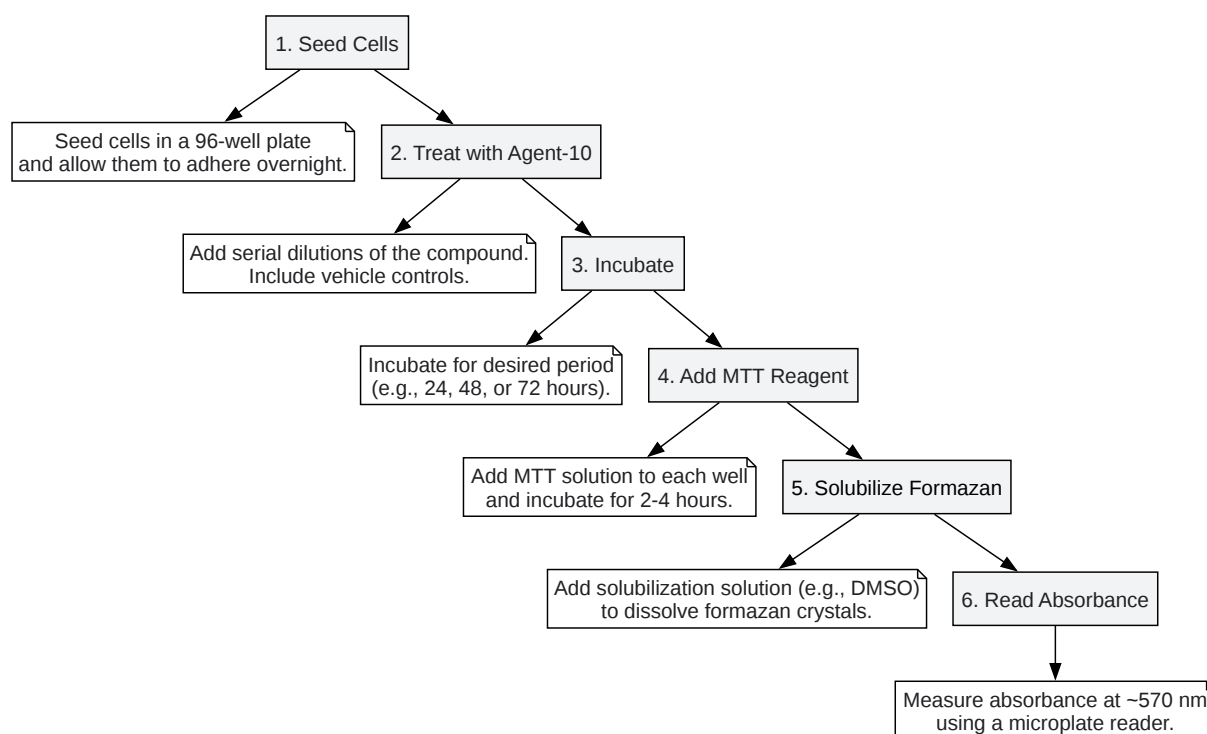 1. Seed Cells
Seed cells in a 96-well plate
and allow them to adhere overnight.
2. Treat with Agent-10
Add serial dilutions of the compound.
Include vehicle controls.
3. Incubate
Incubate for desired period
(e.g., 24, 48, or 72 hours).
4. Add MTT Reagent
Add MTT solution to each well
and incubate for 2-4 hours.
5. Solubilize Formazan
Add solubilization solution (e.g., DMSO)
to dissolve formazan crystals.
6. Read Absorbance
Measure absorbance at ~570 nm
using a microplate reader.